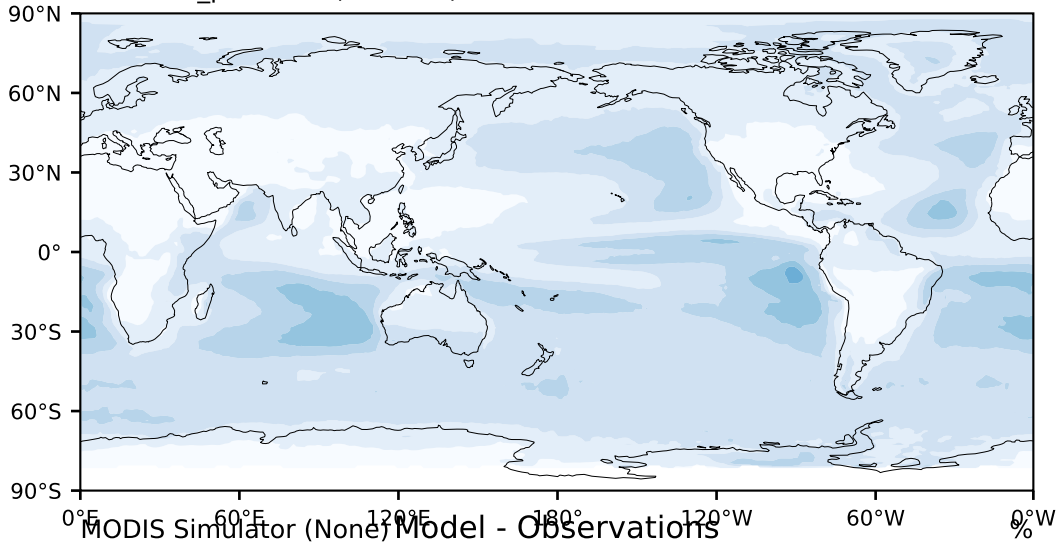 90°N
60°N
30°N
0°
30°S
60°S
90°S
0°E 60°E 120°E 180° 120°W 60°W 0°W
MODIS Simulator (None) Model - Observations %